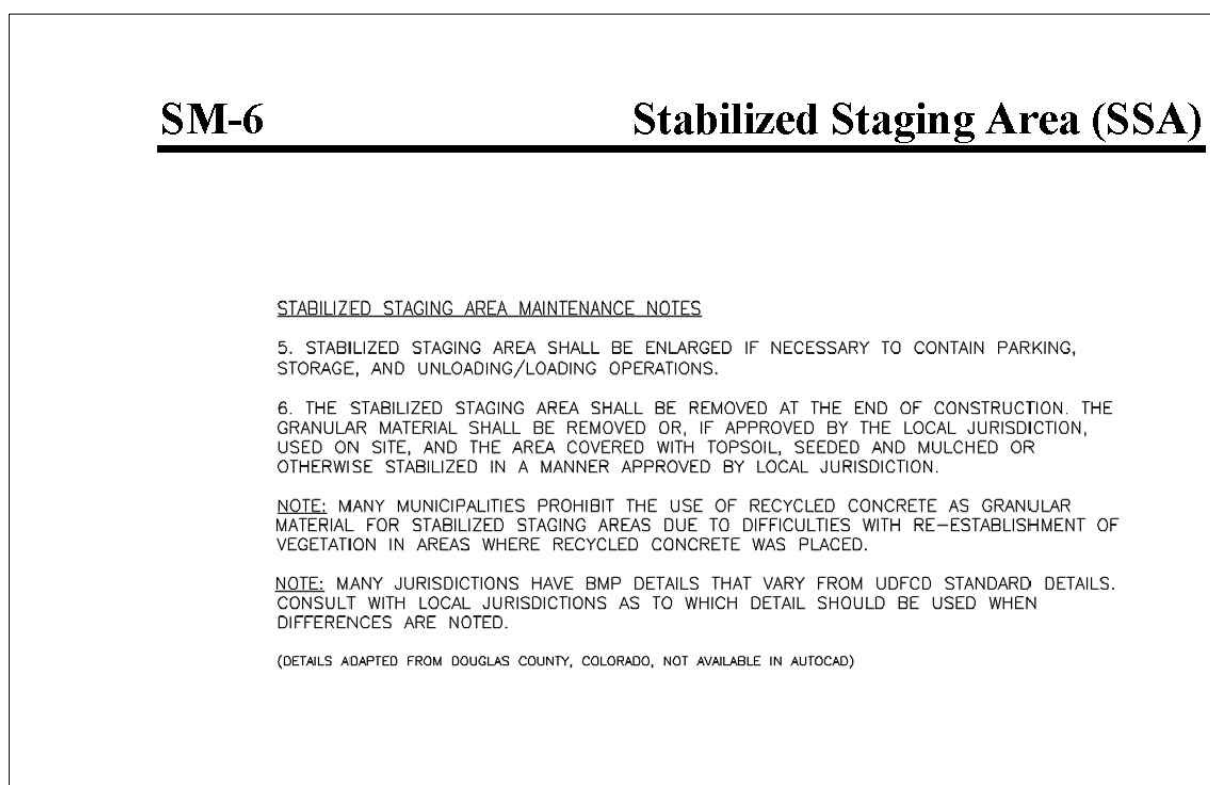 SM-6 Stabilized Staging Area (SSA)
STABILIZED STAGING AREA MAINTENANCE NOTES
5. STABILIZED STAGING AREA SHALL BE ENLARGED IF NECESSARY TO CONTAIN PARKING,
STORAGE, AND UNLOADING/LOADING OPERATIONS.
6. THE STABILIZED STAGING AREA SHALL BE REMOVED AT THE END OF CONSTRUCTION. THE
GRANULAR MATERIAL SHALL BE REMOVED OR, IF APPROVED BY THE LOCAL JURISDICTION,
USED ON SITE, AND THE AREA COVERED WITH TOPSOIL, SEEDED AND MULCHED OR
OTHERWISE STABILIZED IN A MANNER APPROVED BY LOCAL JURISDICTION.
NOTE: MANY MUNICIPALITIES PROHIBIT THE USE OF RECYCLED CONCRETE AS GRANULAR
MATERIAL FOR STABILIZED STAGING AREAS DUE TO DIFFICULTIES WITH RE-ESTABLISHMENT OF
VEGETATION IN AREAS WHERE RECYCLED CONCRETE WAS PLACED.
NOTE: MANY JURISDICTIONS HAVE BMP DETAILS THAT VARY FROM UDFCD STANDARD DETAILS.
CONSULT WITH LOCAL JURISDICTIONS AS TO WHICH DETAIL SHOULD BE USED WHEN
DIFFERENCES ARE NOTED.
(DETAILS ADAPTED FROM DOUGLAS COUNTY, COLORADO, NOT AVAILABLE IN AUTOCAD)